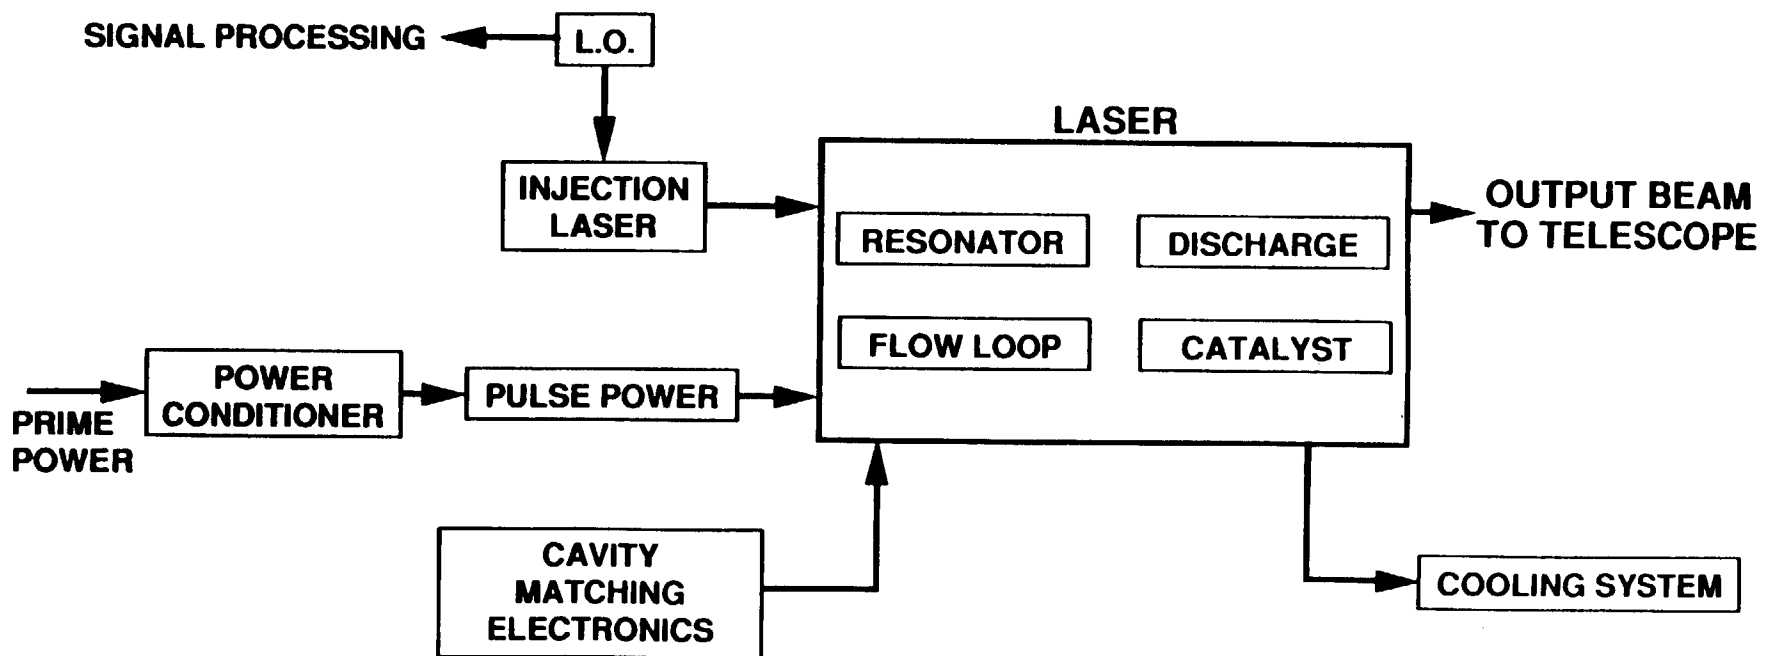 SIGNAL PROCESSING
L.O.
LASER
INJECTION
LASER
OUTPUT BEAM
TO TELESCOPE
RESONATOR
DISCHARGE
FLOW LOOP
CATALYST
POWER
CONDITIONER
PULSE POWER
PRIME
POWER
CAVITY
MATCHING
ELECTRONICS
COOLING SYSTEM